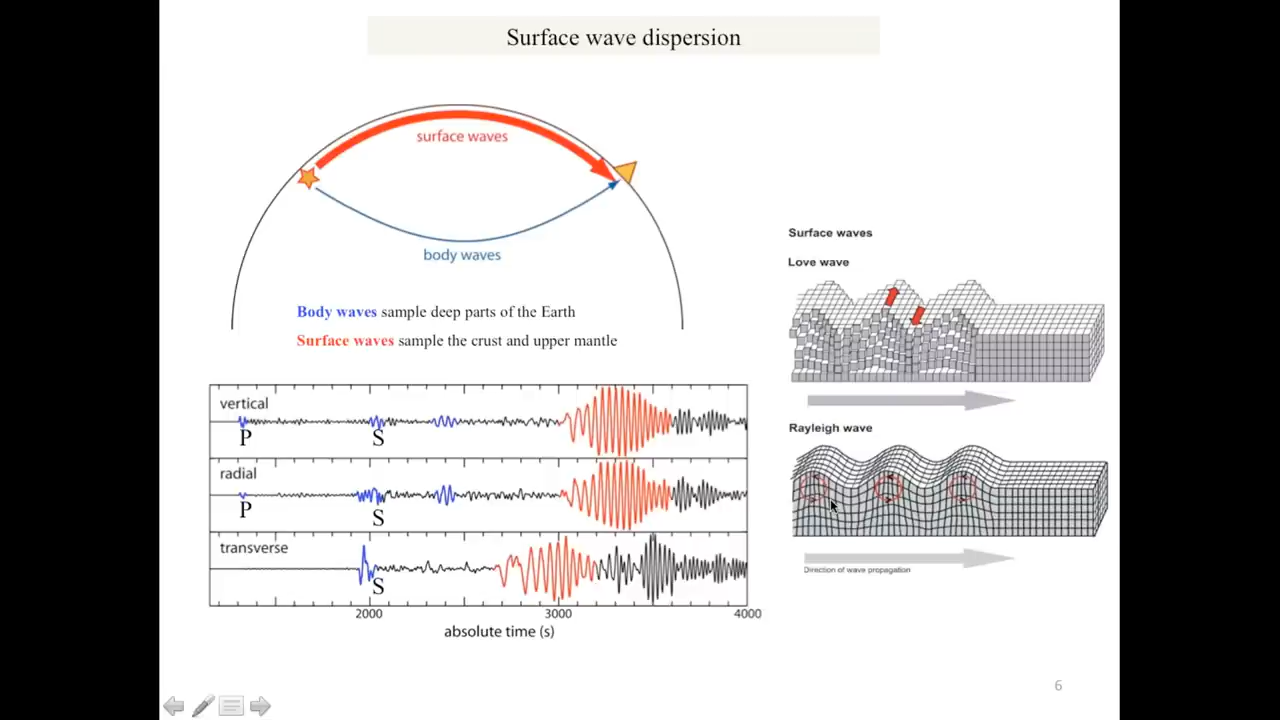 Surface wave dispersion
surface waves
body waves
Body waves sample deep parts of the Earth
Surface waves sample the crust and upper mantle
vertical
P
S
radial
P
S
transverse
S
2000
3000
4000
absolute time (s)
Surface waves
Love wave
Rayleigh wave
Direction of wave propagation
6